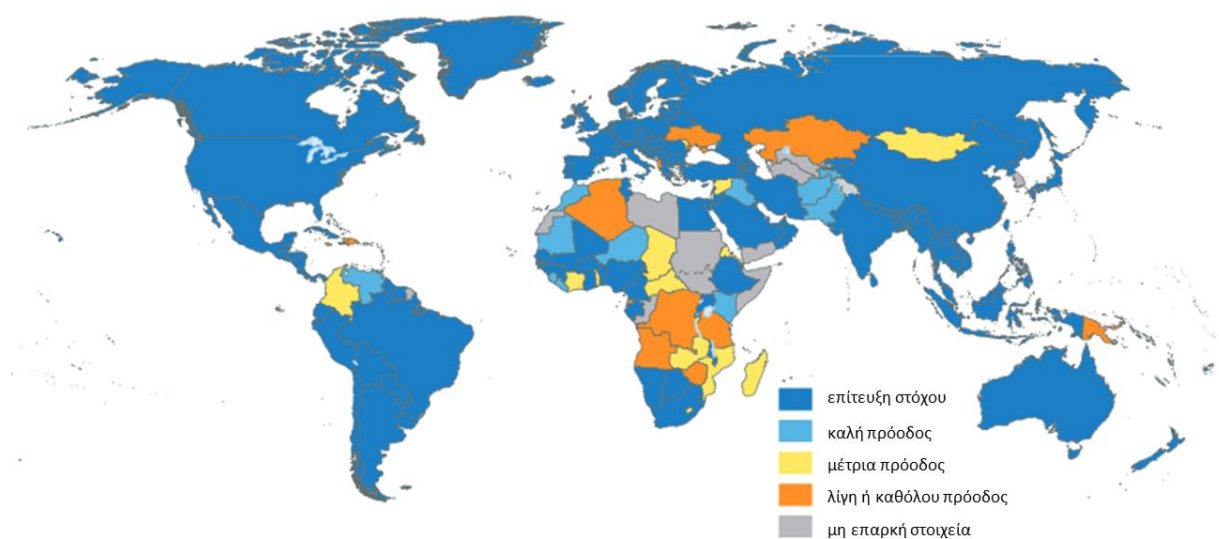 επίτευξη στόχου
καλή πρόοδος
μέτρια πρόοδος
λίγη ή καθόλου πρόοδος
μη επαρκή στοιχεία